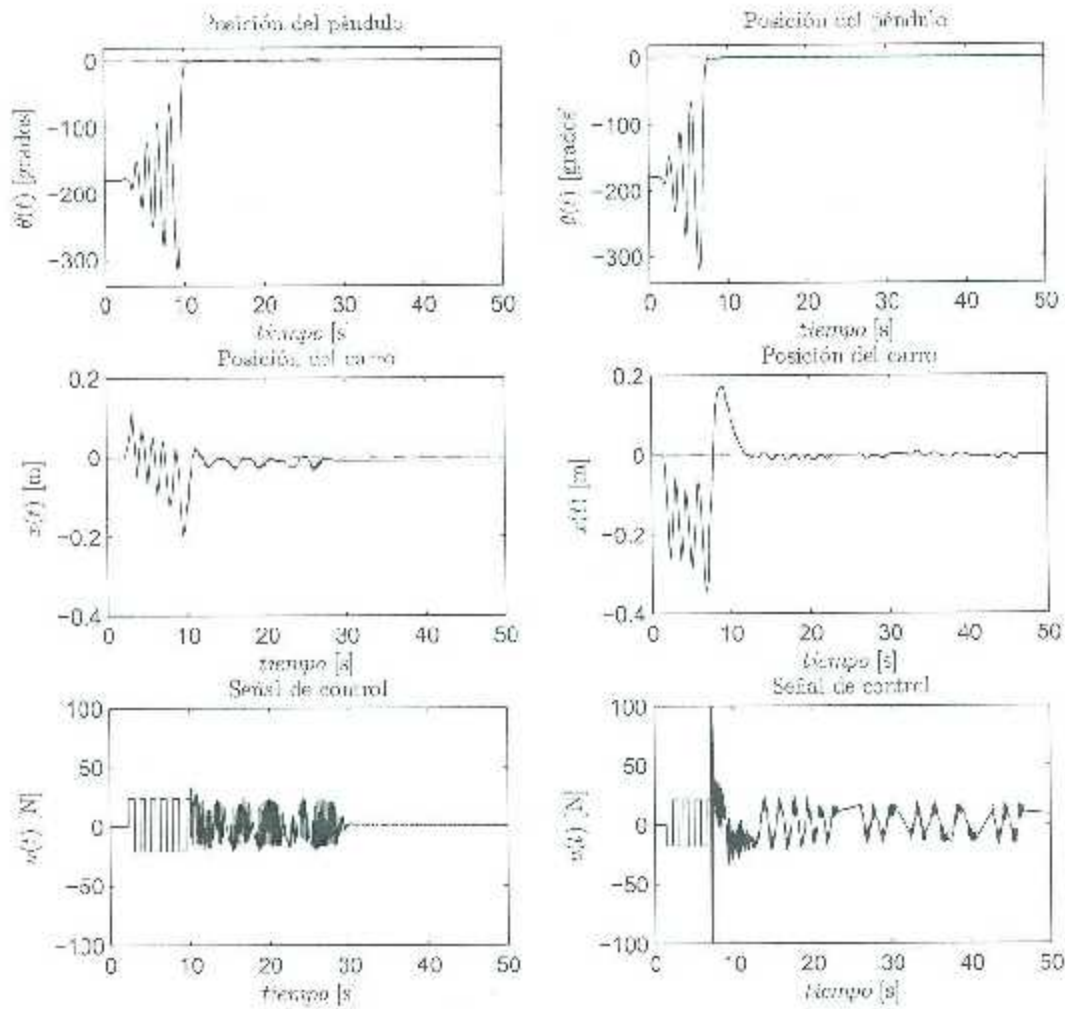 Posición del péndulo
θ(t) [grados]
0
−100
−200
−300
0 10 20 30 40 50
tiempo [s
Posición del péndulo
θ(t) [grados]
0
−100
−200
−300
0 10 20 30 40 50
tiempo [s]
Posición del carro
x(t) [m]
0.2
0
−0.2
−0.4
0 10 20 30 40 50
tiempo [s]
Posición del carro
x(t) [m]
0.2
0
−0.2
−0.4
0 10 20 30 40 50
tiempo [s]
Señal de control
u(t) [N]
100
50
0
−50
−100
0 10 20 30 40 50
tiempo [s
Señal de control
u(t) [N]
100
50
0
−50
−100
0 10 20 30 40 50
tiempo [s]